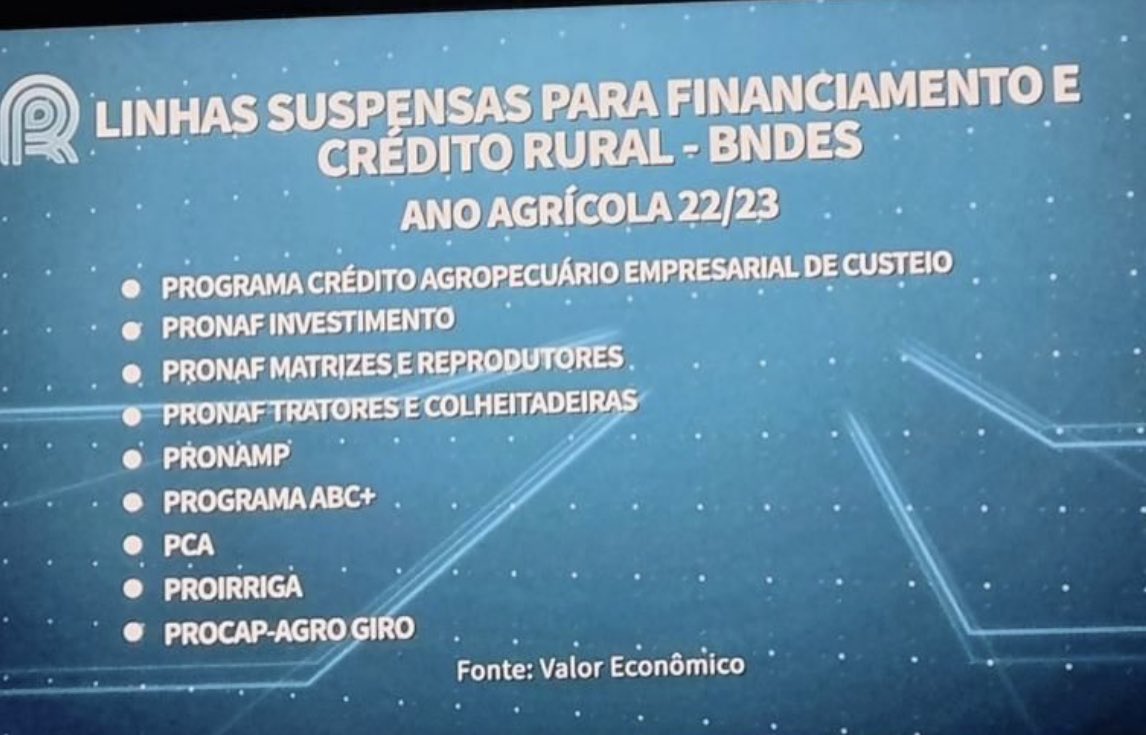 LINHAS SUSPENSAS PARA FINANCIAMENTO E
CRÉDITO RURAL - BNDES
ANO AGRÍCOLA 22/23
PROGRAMA CRÉDITO AGROPECUÁRIO EMPRESARIAL DE CUSTEIO
PRONAF INVESTIMENTO
PRONAF MATRIZES E REPRODUTORES
PRONAF TRATORES E COLHEITADEIRAS
PRONAMP
PROGRAMA ABC+
PCA
PROIRRIGA
PROCAP-AGRO GIRO
Fonte: Valor Econômico